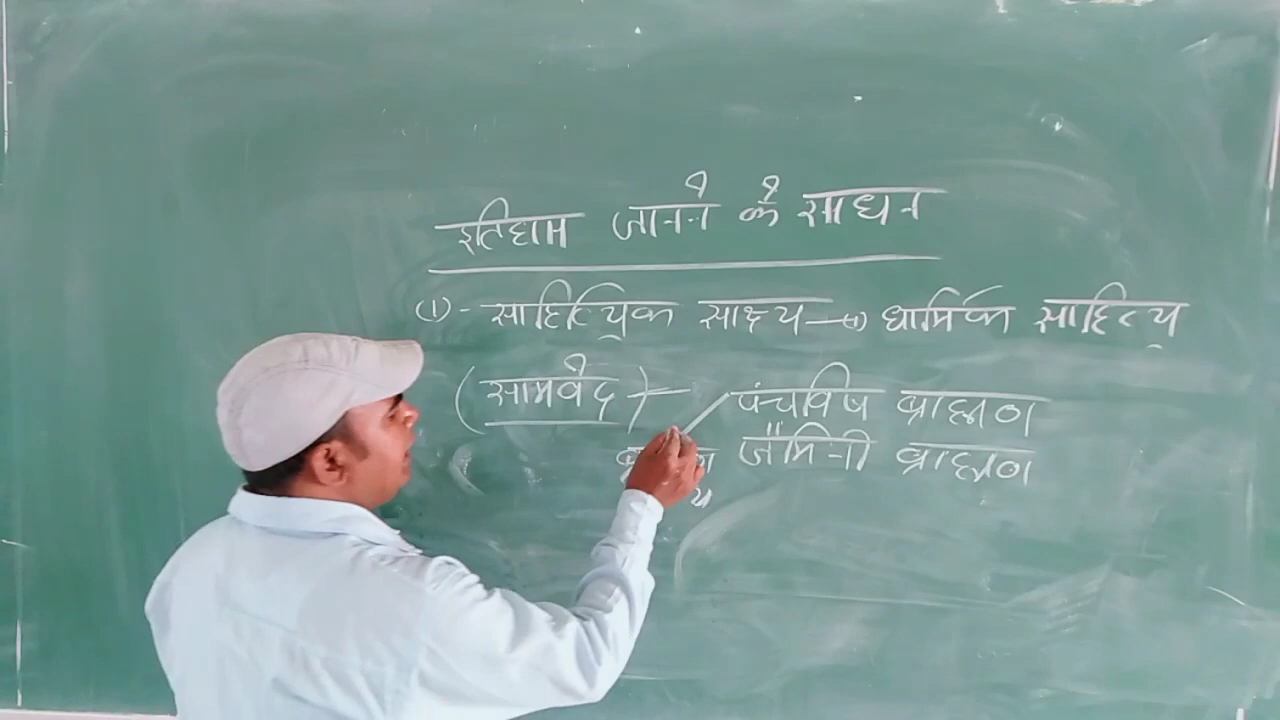 इतिहास जानने के साधन
(1) - साहित्यिक साक्ष्य — धार्मिक साहित्य
(सामवेद) — पंचविष ब्राह्मण
जैमिनी ब्राह्मण